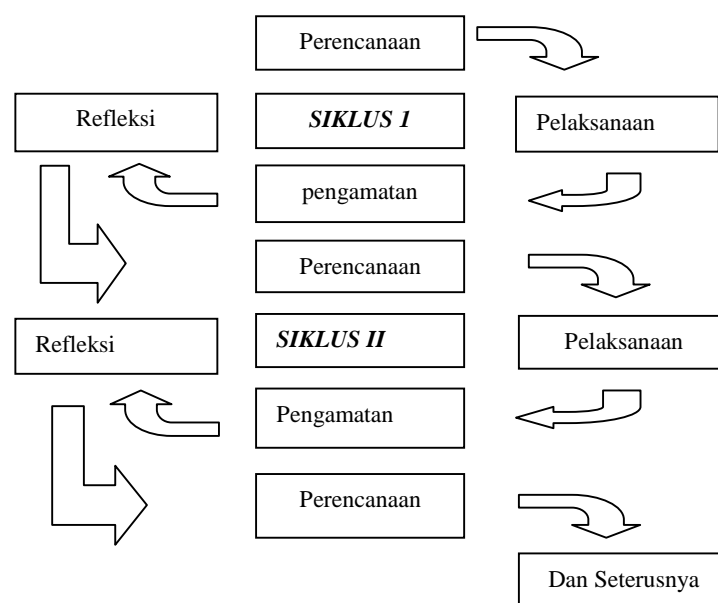 Perencanaan
Refleksi
SIKLUS 1
Pelaksanaan
pengamatan
Perencanaan
Refleksi
SIKLUS II
Pelaksanaan
Pengamatan
Perencanaan
Dan Seterusnya